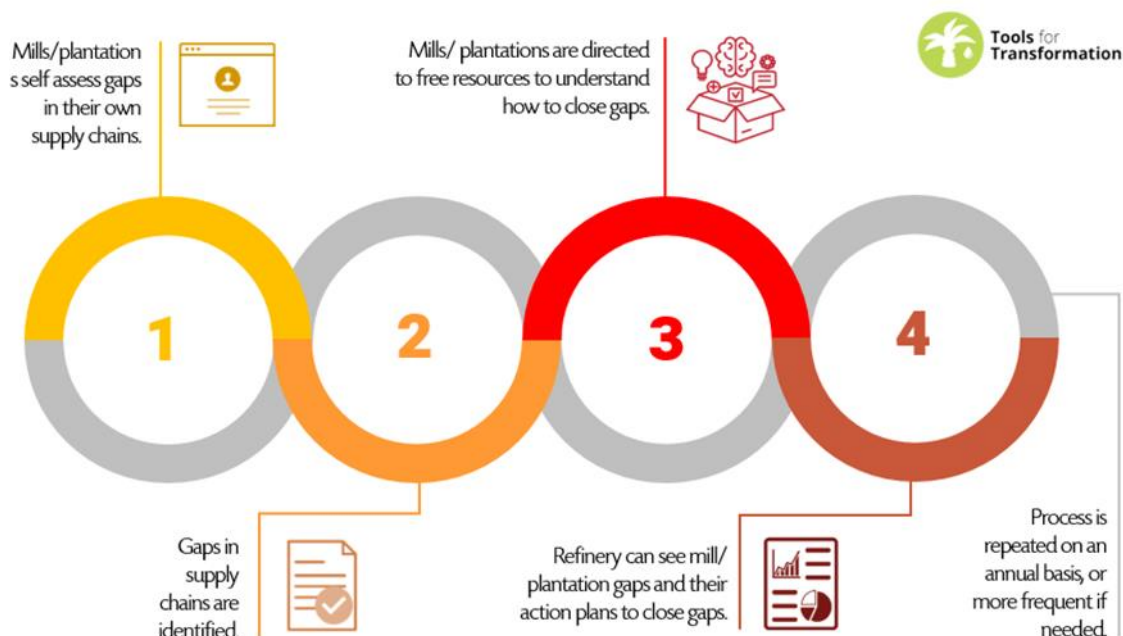 Mills/plantation
s self assess gaps
in their own
supply chains.
Mills/ plantations are directed
to free resources to understand
how to close gaps.
Tools for
Transformation
1
2
3
4
Gaps in
supply
chains are
identified.
Refinery can see mill/
plantation gaps and their
action plans to close gaps.
Process is
repeated on an
annual basis, or
more frequent if
needed.